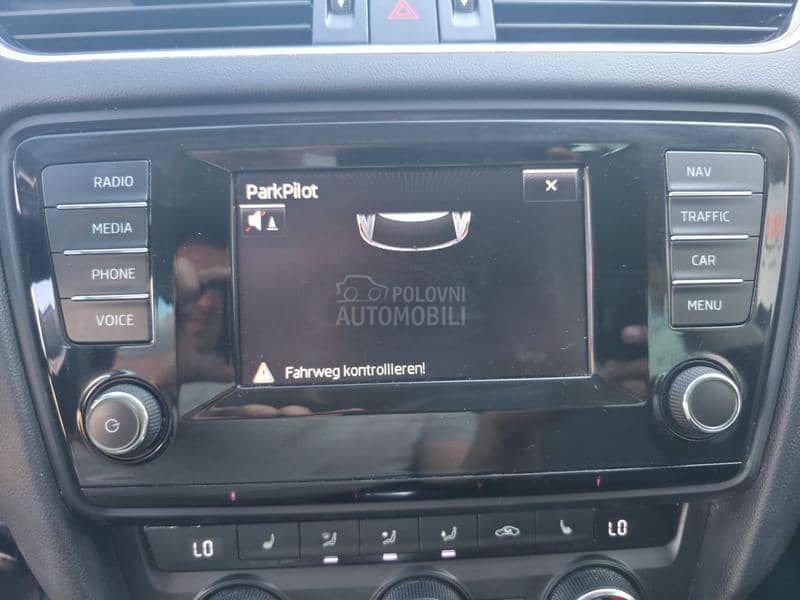 ParkPilot
RADIO
MEDIA
PHONE
VOICE
NAV
TRAFFIC
CAR
MENU
POLOVNI
AUTOMOBILI
Fahrweg kontrollieren!
LO
LO